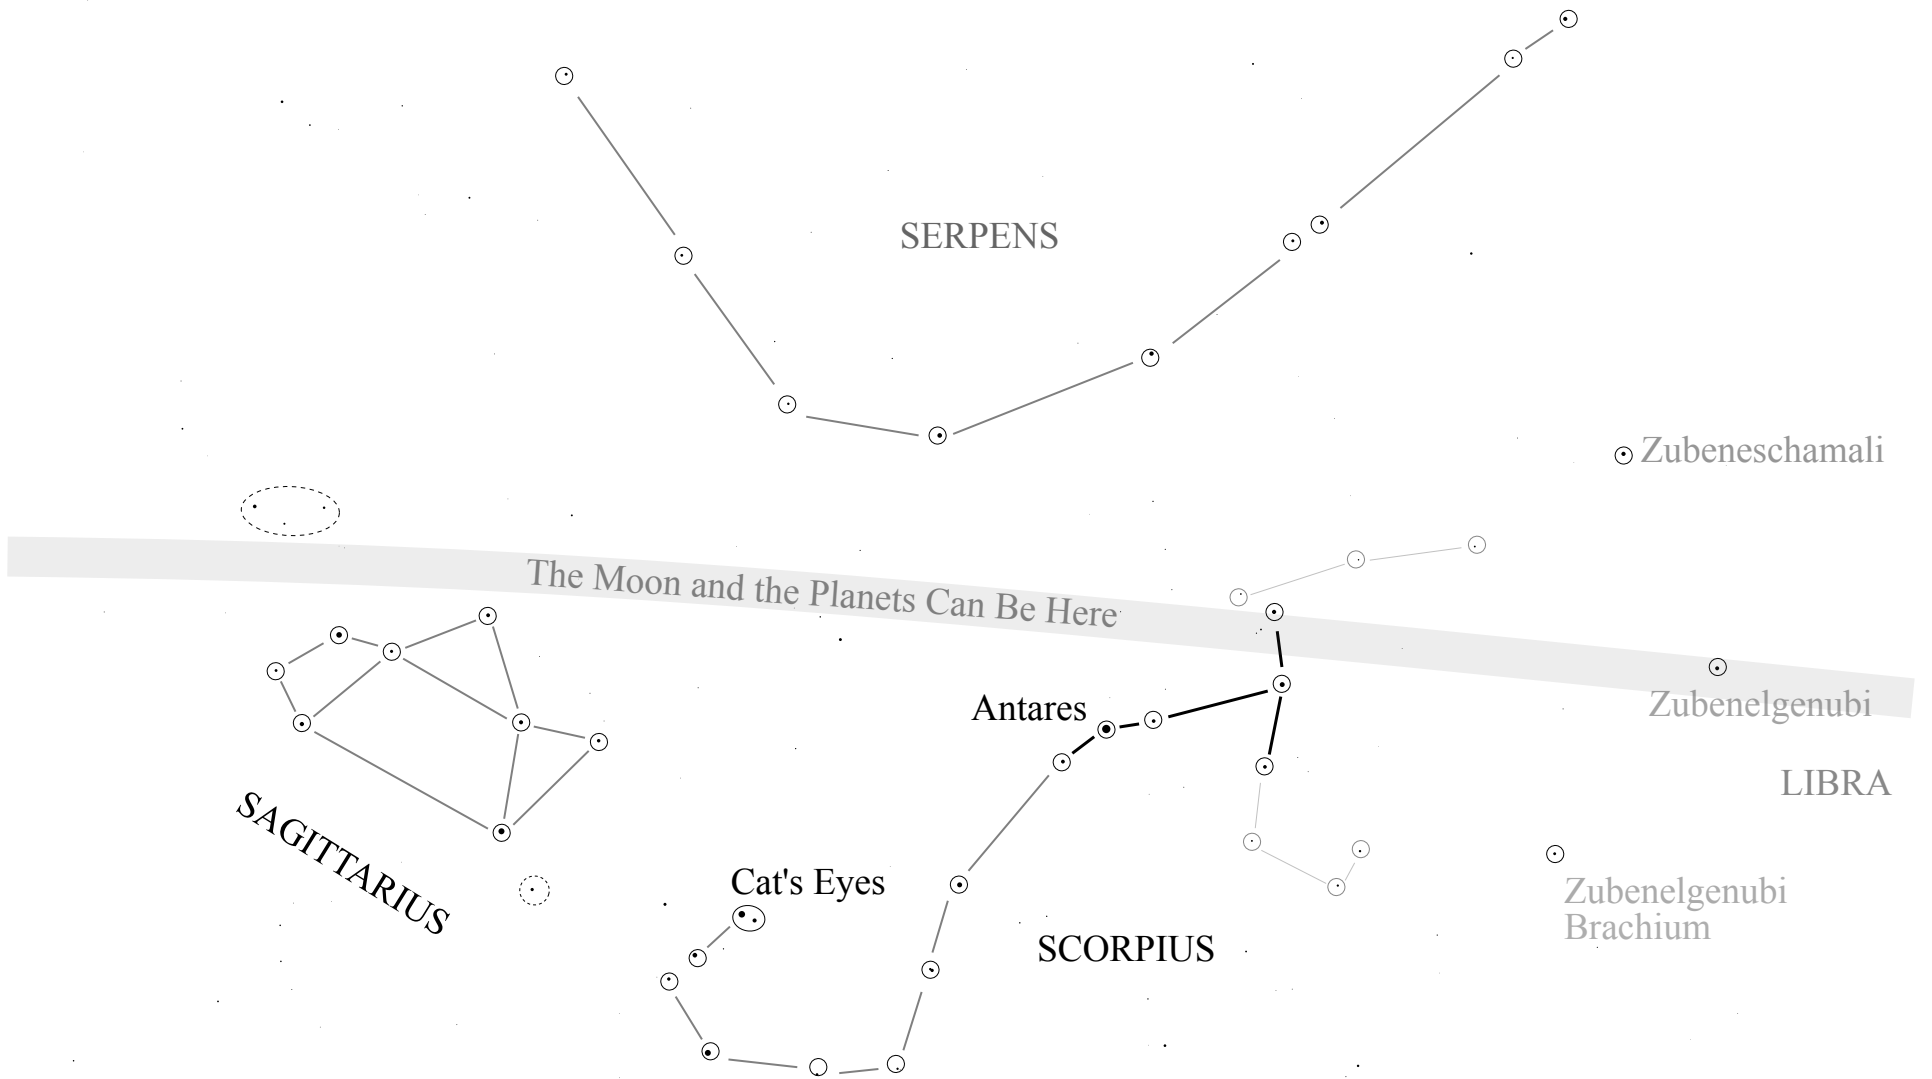 SERPENS
Zubeneschamali
The Moon and the Planets Can Be Here
Antares
Zubenelgenubi
LIBRA
SAGITTARIUS
Cat's Eyes
Zubenelgenubi
Brachium
SCORPIUS